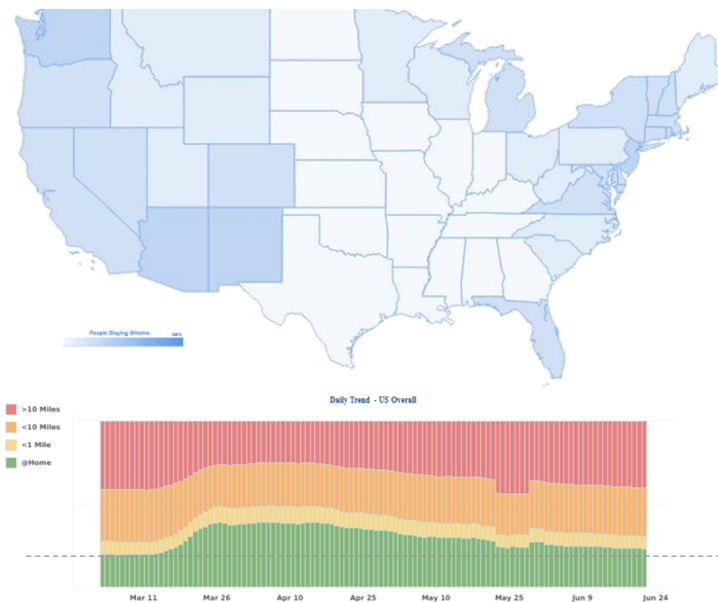 People Staying @Home
>10 Miles
<10 Miles
<1 Mile
@Home
Daily Trend - US Overall
Mar 11 Mar 26 Apr 10 Apr 25 May 10 May 25 Jun 9 Jun 24